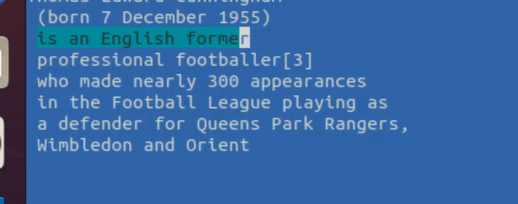 Thomas Edward Cunningham
(born 7 December 1955)
is an English former
professional footballer[3]
who made nearly 300 appearances
in the Football League playing as
a defender for Queens Park Rangers,
Wimbledon and Orient